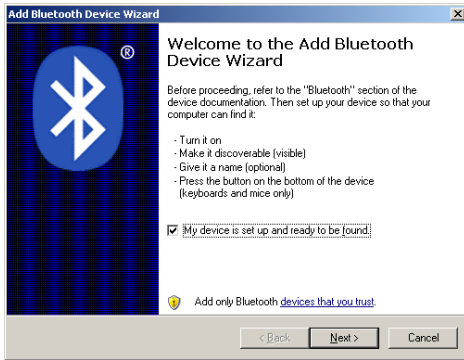 Add Bluetooth Device Wizard
®
Welcome to the Add Bluetooth
Device Wizard
Before proceeding, refer to the "Bluetooth" section of the
device documentation. Then set up your device so that your
computer can find it:
- Turn it on
- Make it discoverable (visible)
- Give it a name (optional)
- Press the button on the bottom of the device
(keyboards and mice only)
My device is set up and ready to be found.
Add only Bluetooth devices that you trust.
< Back Next > Cancel